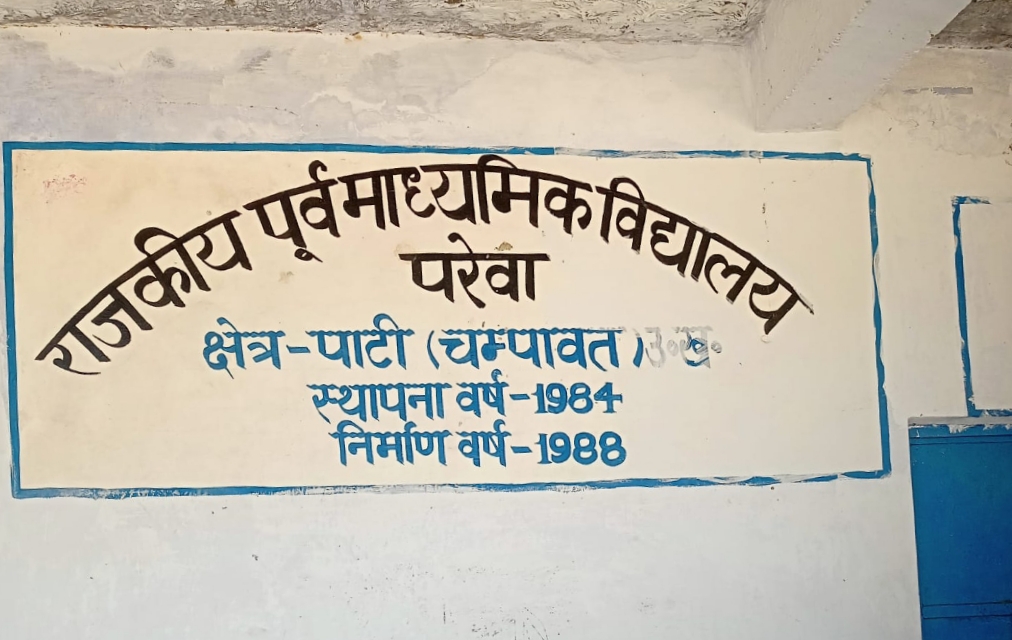 राजकीय पूर्व माध्यमिक विद्यालय
परेवा
क्षेत्र-पाटी (चम्पावत) उ॰ख॰
स्थापना वर्ष-1984
निर्माण वर्ष-1988